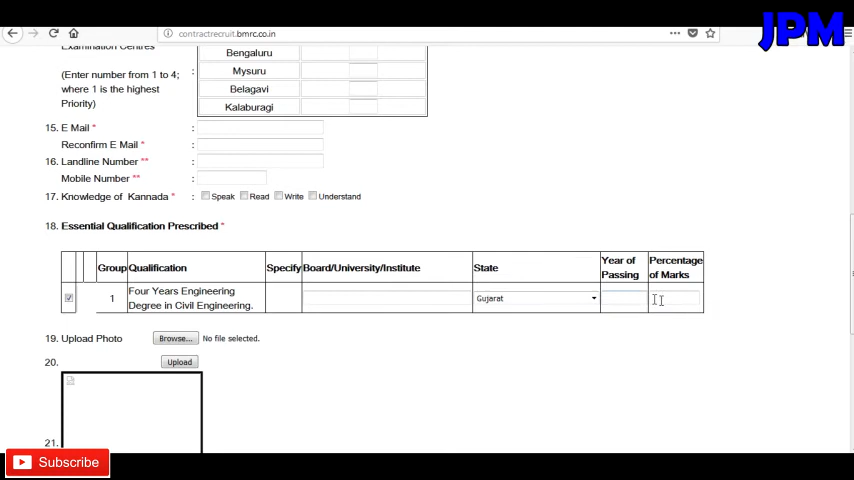 JPM
contractrecruit.bmrc.co.in
Examination Centres
(Enter number from 1 to 4;
where 1 is the highest
Priority)
:
Bengaluru
Mysuru
Belagavi
Kalaburagi
15. E Mail * :
Reconfirm E Mail * :
16. Landline Number ** :
Mobile Number ** :
17. Knowledge of Kannada * : Speak Read Write Understand
18. Essential Qualification Prescribed *
Group Qualification Specify Board/University/Institute State Year of Passing Percentage of Marks
1 Four Years Engineering Degree in Civil Engineering. Gujarat
19. Upload Photo Browse... No file selected.
20. Upload
21.
Subscribe